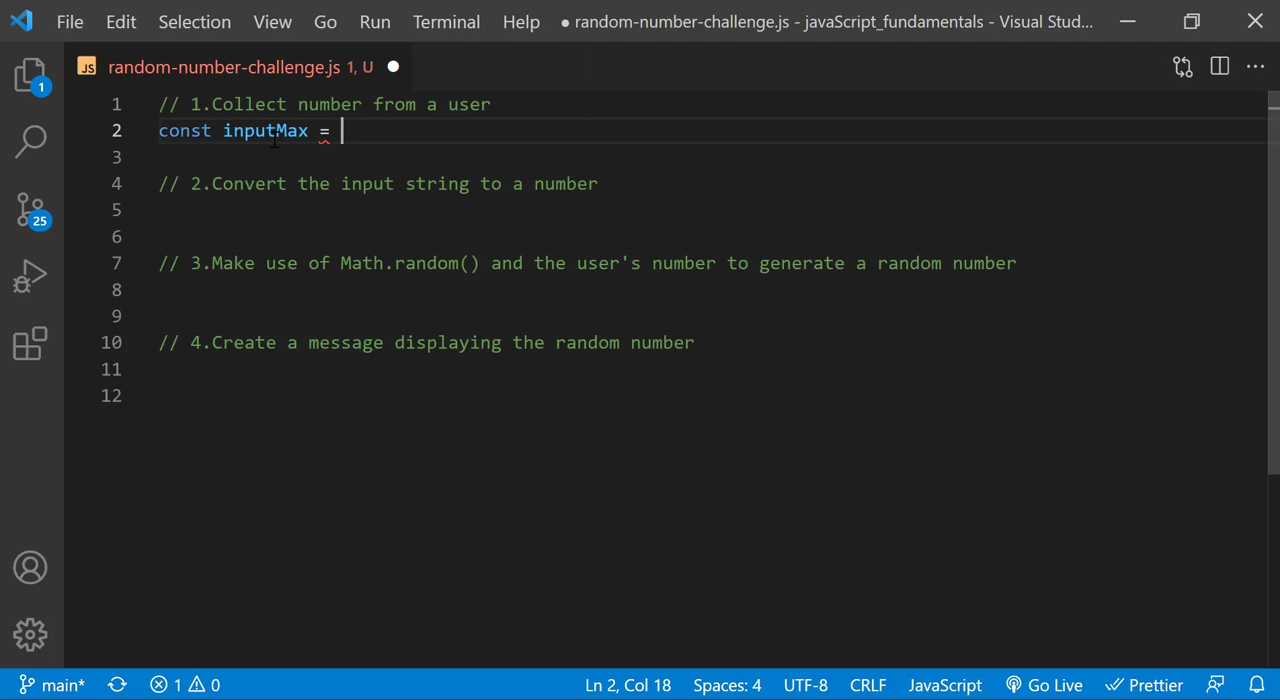 File Edit Selection View Go Run Terminal Help ● random-number-challenge.js - javaScript_fundamentals - Visual Stud...
1
JS random-number-challenge.js 1, U ●
1 // 1.Collect number from a user
2 const inputMax =
3
4 // 2.Convert the input string to a number
5
6
7 // 3.Make use of Math.random() and the user's number to generate a random number
8
9
10 // 4.Create a message displaying the random number
11
12
25
main* 1 0 Ln 2, Col 18 Spaces: 4 UTF-8 CRLF JavaScript Go Live Prettier